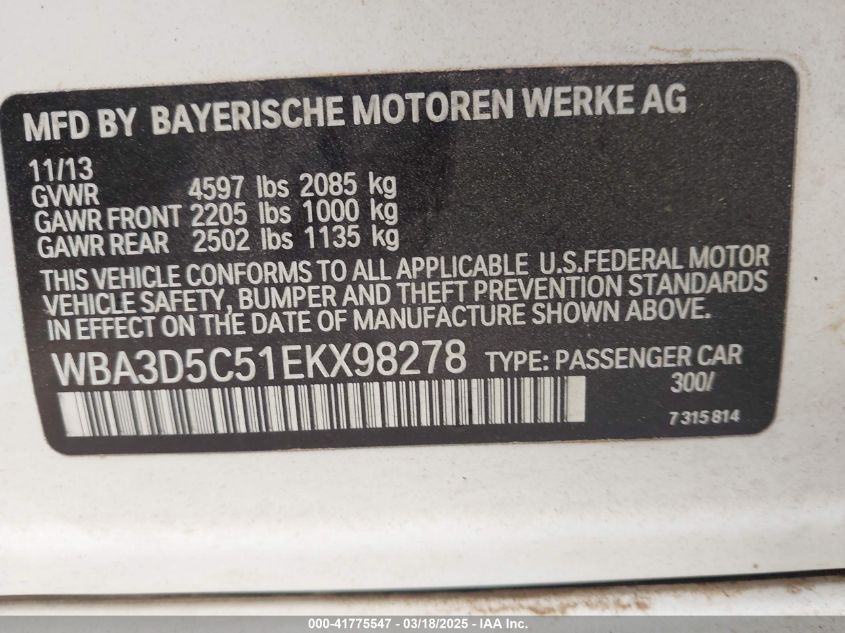 MFD BY BAYERISCHE MOTOREN WERKE AG
11/13
GVWR 4597 lbs 2085 kg
GAWR FRONT 2205 lbs 1000 kg
GAWR REAR 2502 lbs 1135 kg
THIS VEHICLE CONFORMS TO ALL APPLICABLE U.S.FEDERAL MOTOR
VEHICLE SAFETY, BUMPER AND THEFT PREVENTION STANDARDS
IN EFFECT ON THE DATE OF MANUFACTURE SHOWN ABOVE.
WBA3D5C51EKX98278 TYPE: PASSENGER CAR
300/
7 315 814
000-41775547 - 03/18/2025 - IAA Inc.